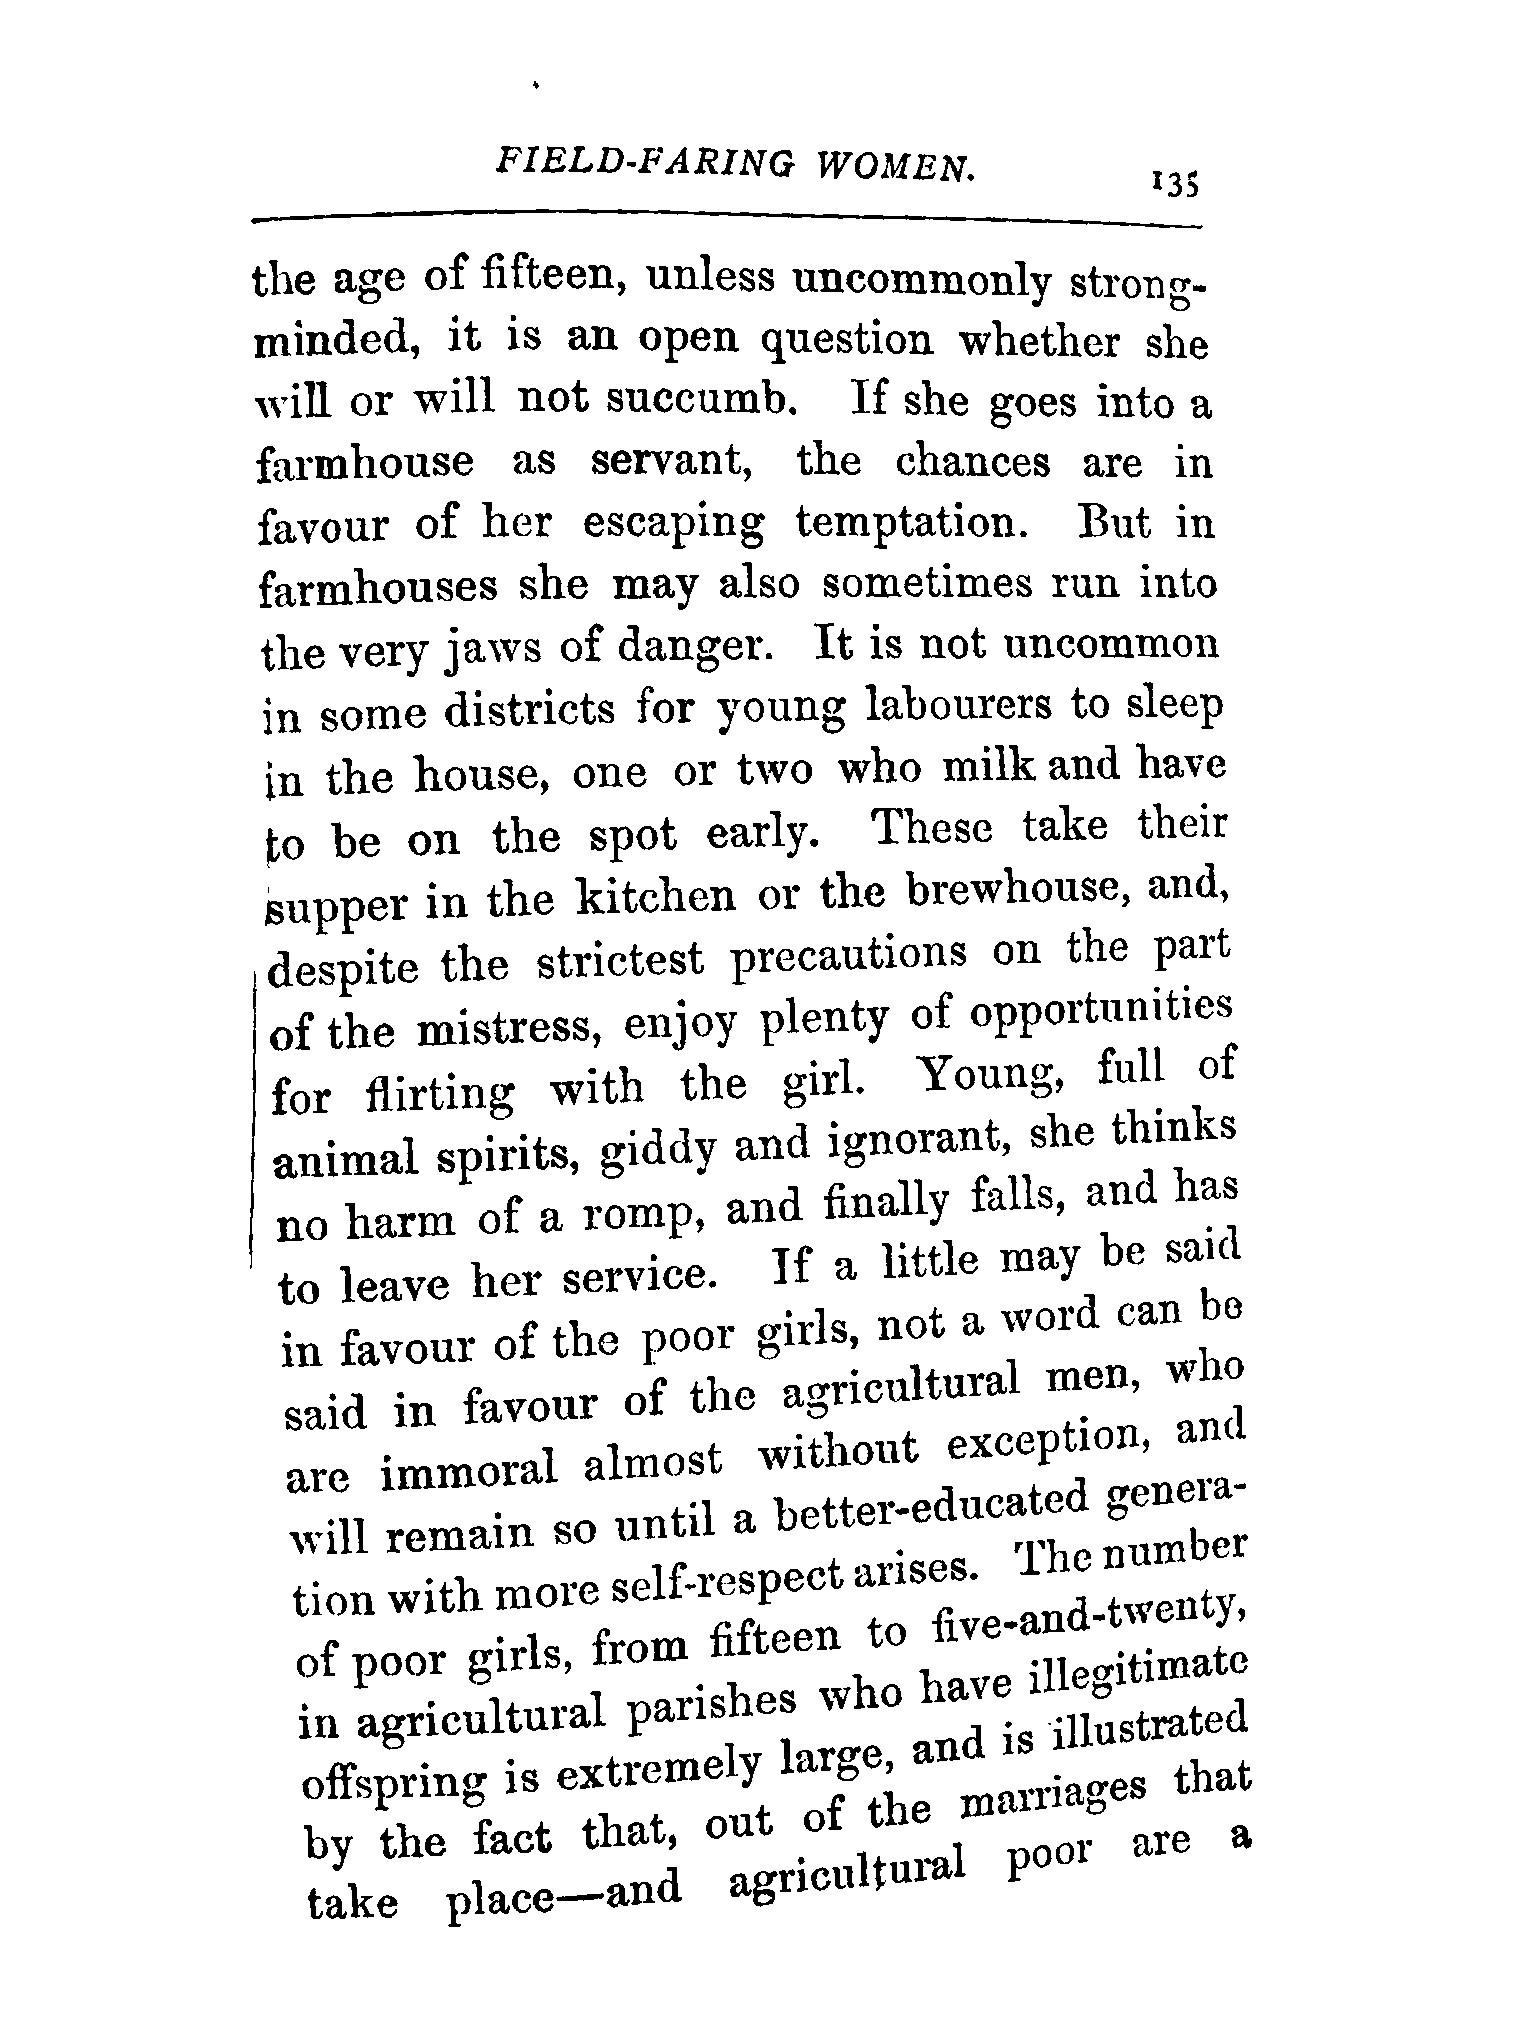 FIELD-FARING WOMEN. 135
the age of fifteen, unless uncommonly strong-
minded, it is an open question whether she
will or will not succumb. If she goes into a
farmhouse as servant, the chances are in
favour of her escaping temptation. But in
farmhouses she may also sometimes run into
the very jaws of danger. It is not uncommon
in some districts for young labourers to sleep
in the house, one or two who milk and have
to be on the spot early. These take their
supper in the kitchen or the brewhouse, and,
despite the strictest precautions on the part
of the mistress, enjoy plenty of opportunities
for flirting with the girl. Young, full of
animal spirits, giddy and ignorant, she thinks
no harm of a romp, and finally falls, and has
to leave her service. If a little may be said
in favour of the poor girls, not a word can be
said in favour of the agricultural men, who
are immoral almost without exception, and
will remain so until a better-educated genera-
tion with more self-respect arises. The number
of poor girls, from fifteen to five-and-twenty,
in agricultural parishes who have illegitimate
offspring is extremely large, and is illustrated
by the fact that, out of the marriages that
take place—and agricultural poor are a